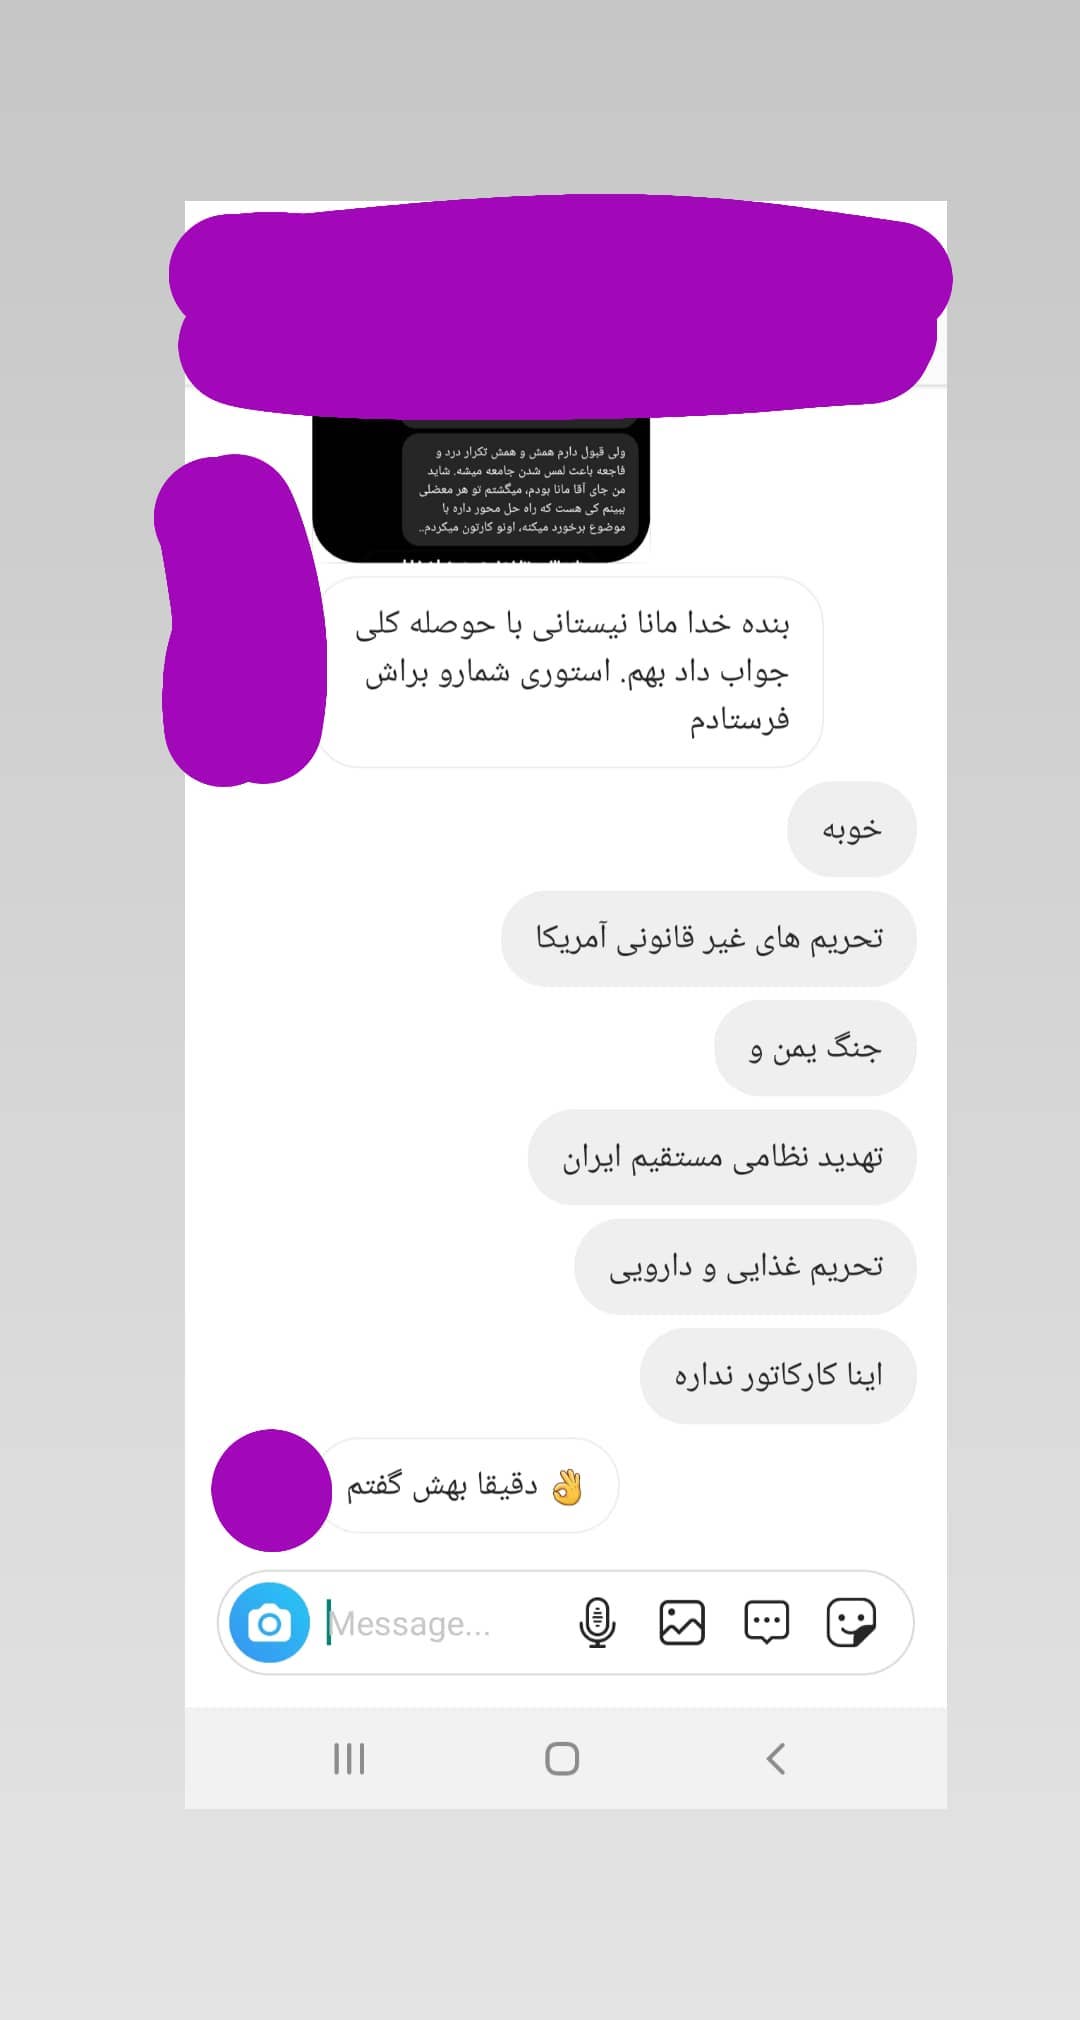 ولی قبول دارم همش و همش تکرار درد و
فاجعه باعث لمس شدن جامعه میشه. شاید
من جای آقا مانا بودم، میگشتم تو هر معضلی
ببینم کی هست که راه حل محور داره با
موضوع برخورد میکنه، اونو کارتون میکردم..
بنده خدا مانا نیستانی با حوصله کلی
جواب داد بهم. استوری شمارو براش
فرستادم
خوبه
تحریم های غیر قانونی آمریکا
جنگ یمن و
تهدید نظامی مستقیم ایران
تحریم غذایی و دارویی
اینا کارکاتور نداره
👌 دقیقا بهش گفتم
Message...